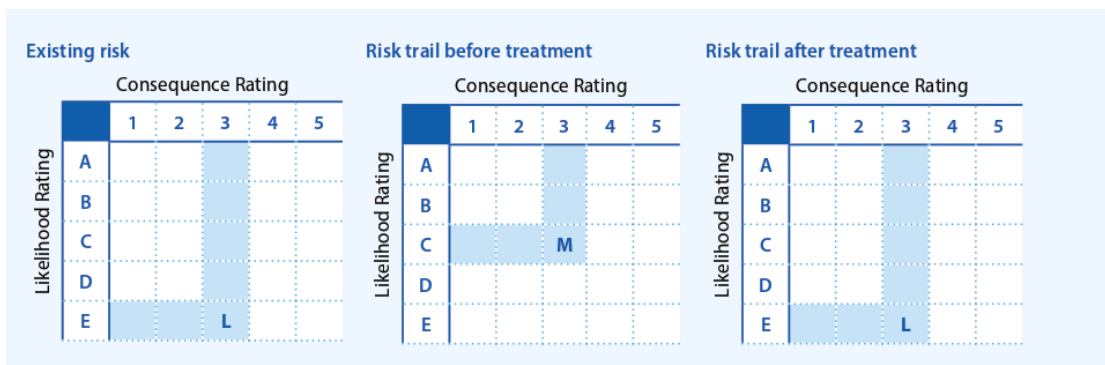 Existing risk
Consequence Rating
1 2 3 4 5
Likelihood Rating
A
B
C
D
E L
Risk trail before treatment
Consequence Rating
1 2 3 4 5
Likelihood Rating
A
B
C M
D
E
Risk trail after treatment
Consequence Rating
1 2 3 4 5
Likelihood Rating
A
B
C
D
E L